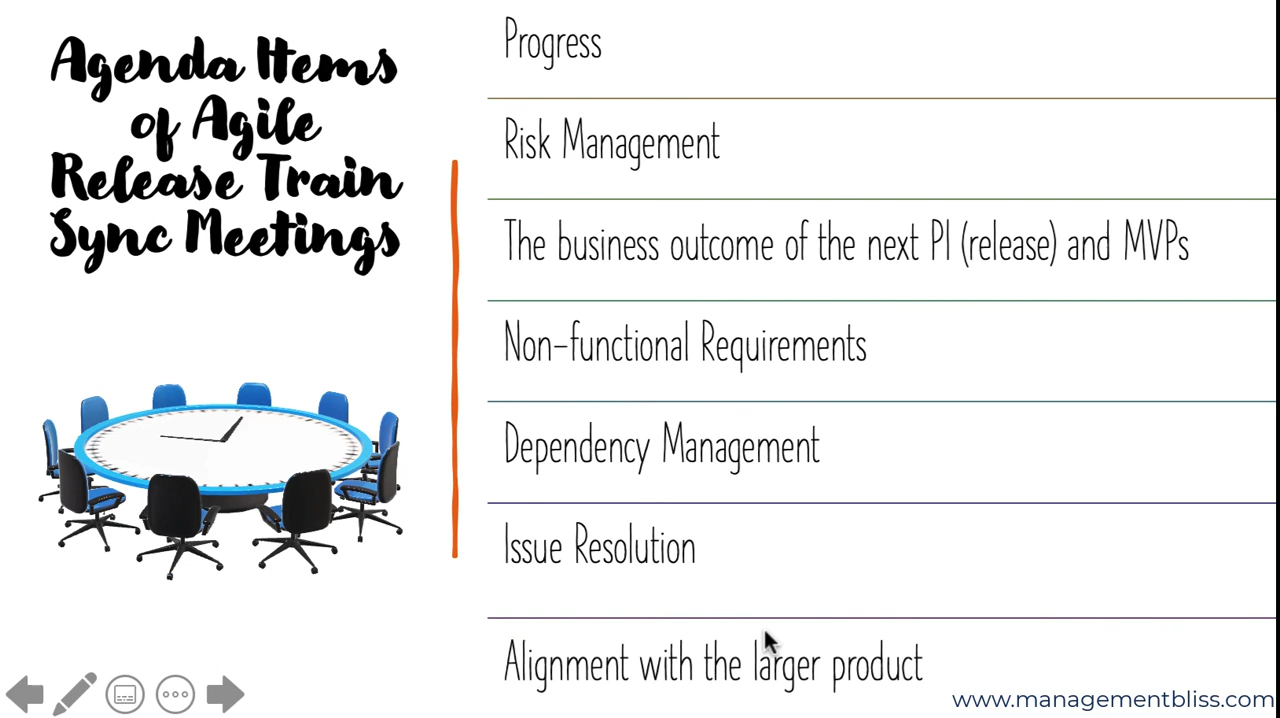 Agenda Items
of Agile
Release Train
Sync Meetings
Progress
Risk Management
The business outcome of the next PI (release) and MVPs
Non-functional Requirements
Dependency Management
Issue Resolution
Alignment with the larger product
www.managementbliss.com